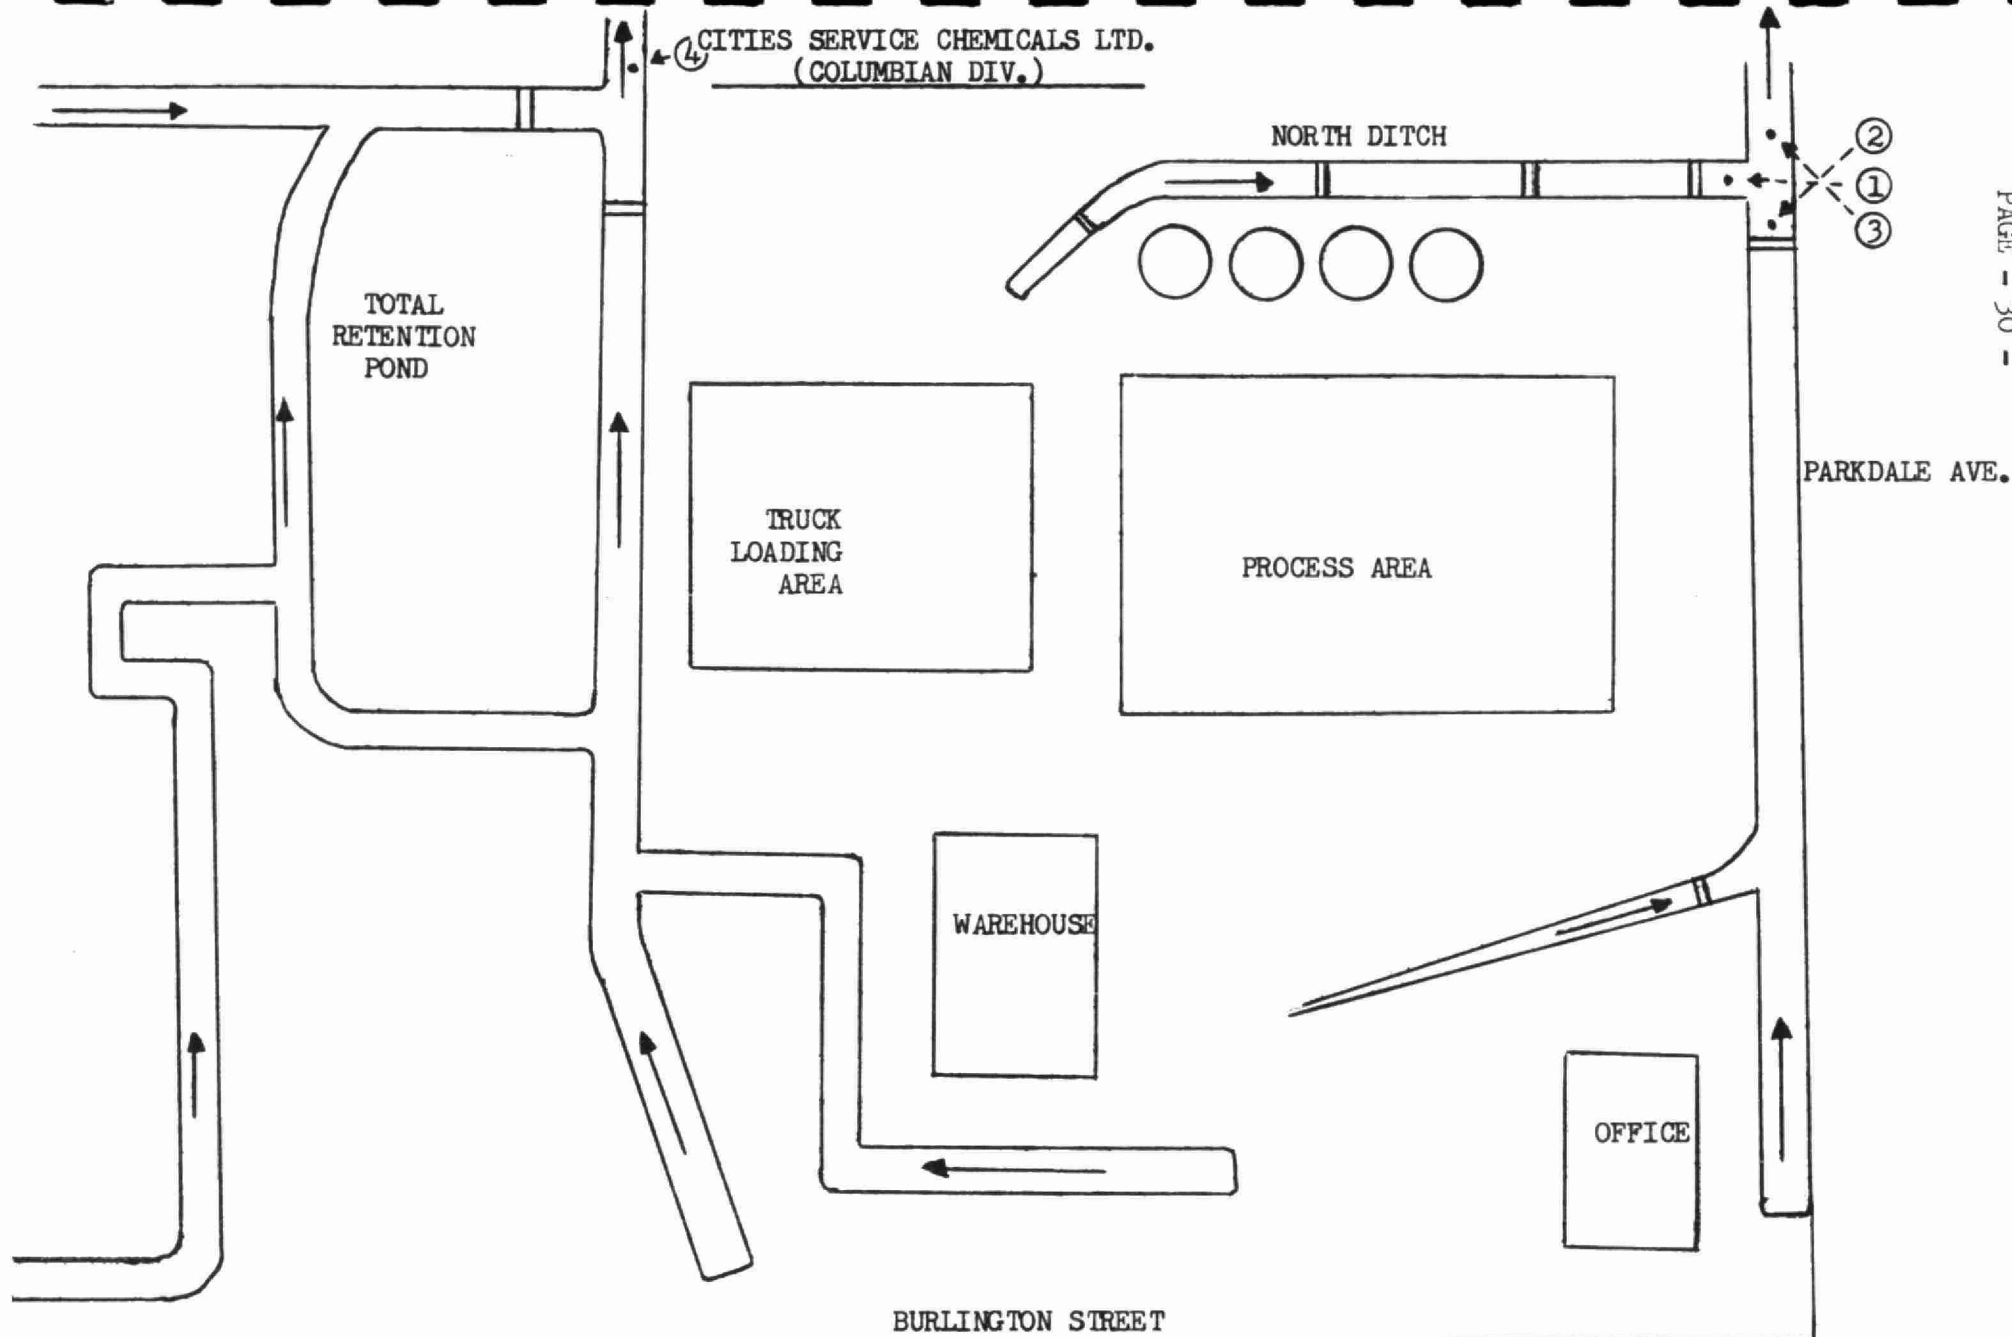 ④ CITIES SERVICE CHEMICALS LTD.
(COLUMBIAN DIV.)
NORTH DITCH
②
①
③
PAGE - 30 -
TOTAL
RETENTION
POND
PARKDALE AVE.
TRUCK
LOADING
AREA
PROCESS AREA
WAREHOUSE
OFFICE
BURLINGTON STREET